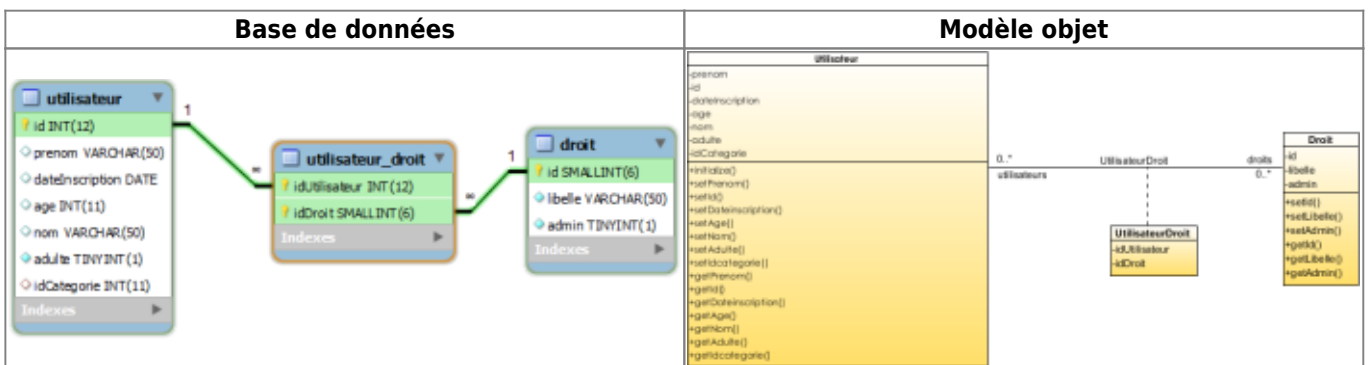 Base de données
Modèle objet
utilisateur
id INT(12)
prenom VARCHAR(50)
dateInscription DATE
age INT(11)
nom VARCHAR(50)
adulte TINYINT(1)
idCategorie INT(11)
Indexes
1
∞
utilisateur_droit
idUtilisateur INT(12)
idDroit SMALLINT(6)
Indexes
1
∞
droit
id SMALLINT(6)
libelle VARCHAR(50)
admin TINYINT(1)
Indexes
Utilisateur
-prenom
-id
-dateInscription
-age
-nom
-adulte
-idCategorie
+initialize()
+setPrenom()
+setId()
+setDateinscription()
+setAge()
+setNom()
+setAdulte()
+setIdcategorie()
+getPrenom()
+getId()
+getDateinscription()
+getAge()
+getNom()
+getAdulte()
+getIdcategorie()
0..*
utilisateurs
UtilisateurDroit
droits
0..*
UtilisateurDroit
-idUtilisateur
-idDroit
Droit
-id
-libelle
-admin
+setId()
+setLibelle()
+setAdmin()
+getId()
+getLibelle()
+getAdmin()